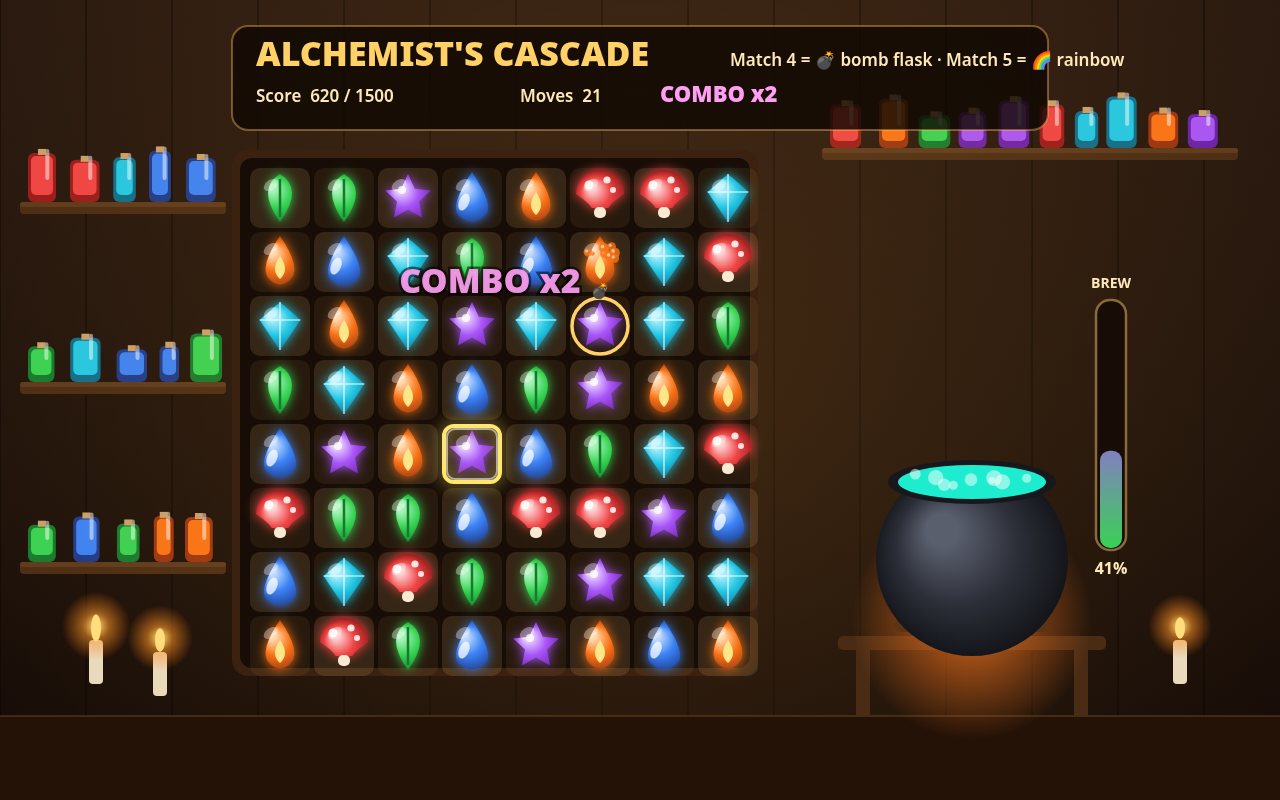 ALCHEMIST'S CASCADE
Match 4 = 💣 bomb flask · Match 5 = 🌈 rainbow
Score 620 / 1500
Moves 21
COMBO x2
COMBO x2
BREW
41%